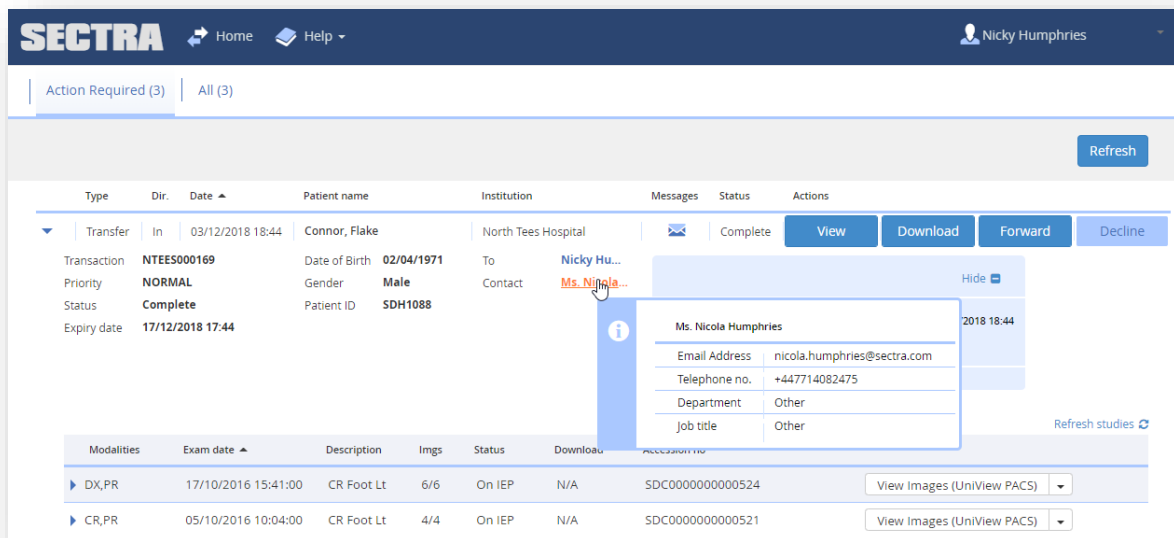 SECTRA Home Help Nicky Humphries
Action Required (3) All (3)
Refresh
Type Dir. Date Patient name Institution Messages Status Actions
Transfer In 03/12/2018 18:44 Connor, Flake North Tees Hospital Complete View Download Forward Decline
Transaction NTEES000169 Date of Birth 02/04/1971 To Nicky Hu...
Priority NORMAL Gender Male Contact Ms. Nicola... Hide
Status Complete Patient ID SDH1088
Expiry date 17/12/2018 17:44
/2018 18:44
Ms. Nicola Humphries
Email Address nicola.humphries@sectra.com
Telephone no. +447714082475
Department Other
Job title Other
Refresh studies
Modalities Exam date Description Imgs Status Download Accession no
DX,PR 17/10/2016 15:41:00 CR Foot Lt 6/6 On IEP N/A SDC0000000000524 View Images (UniView PACS)
CR,PR 05/10/2016 10:04:00 CR Foot Lt 4/4 On IEP N/A SDC0000000000521 View Images (UniView PACS)